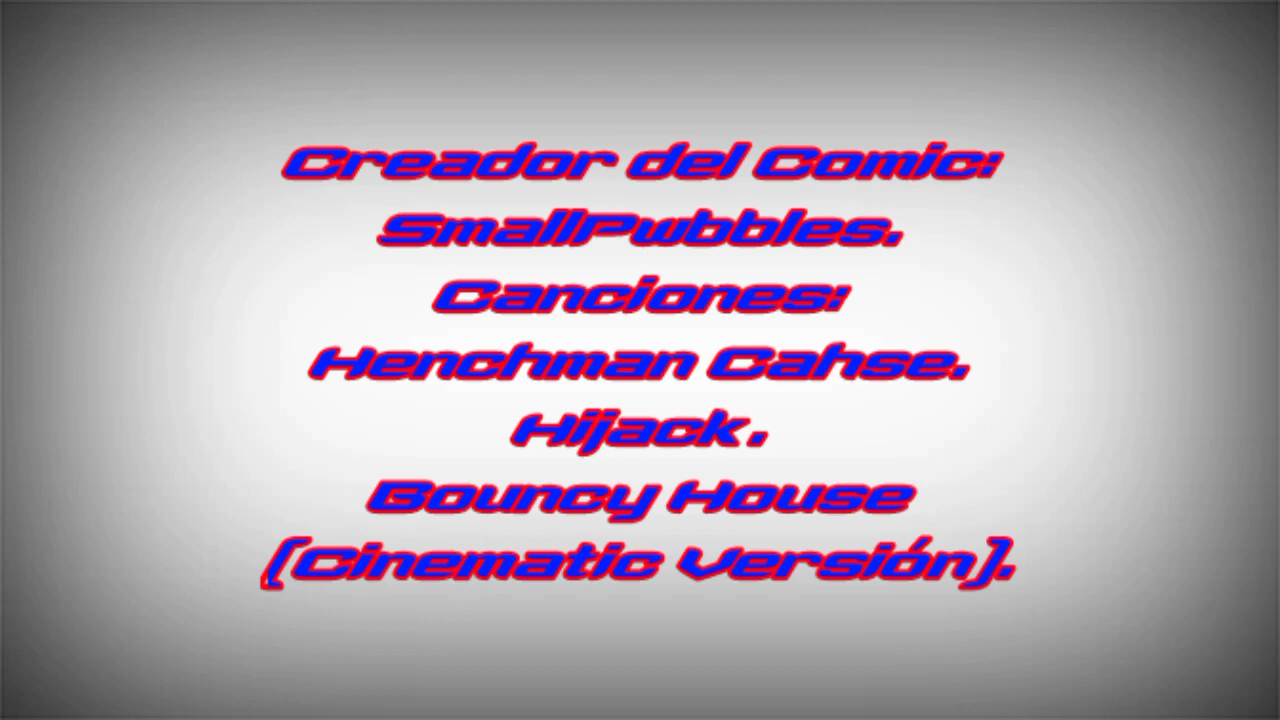 Creador del Comic:
SmallPwbbles.
Canciones:
Henchman Cahse.
Hijack.
Bouncy House
(Cinematic Versión).